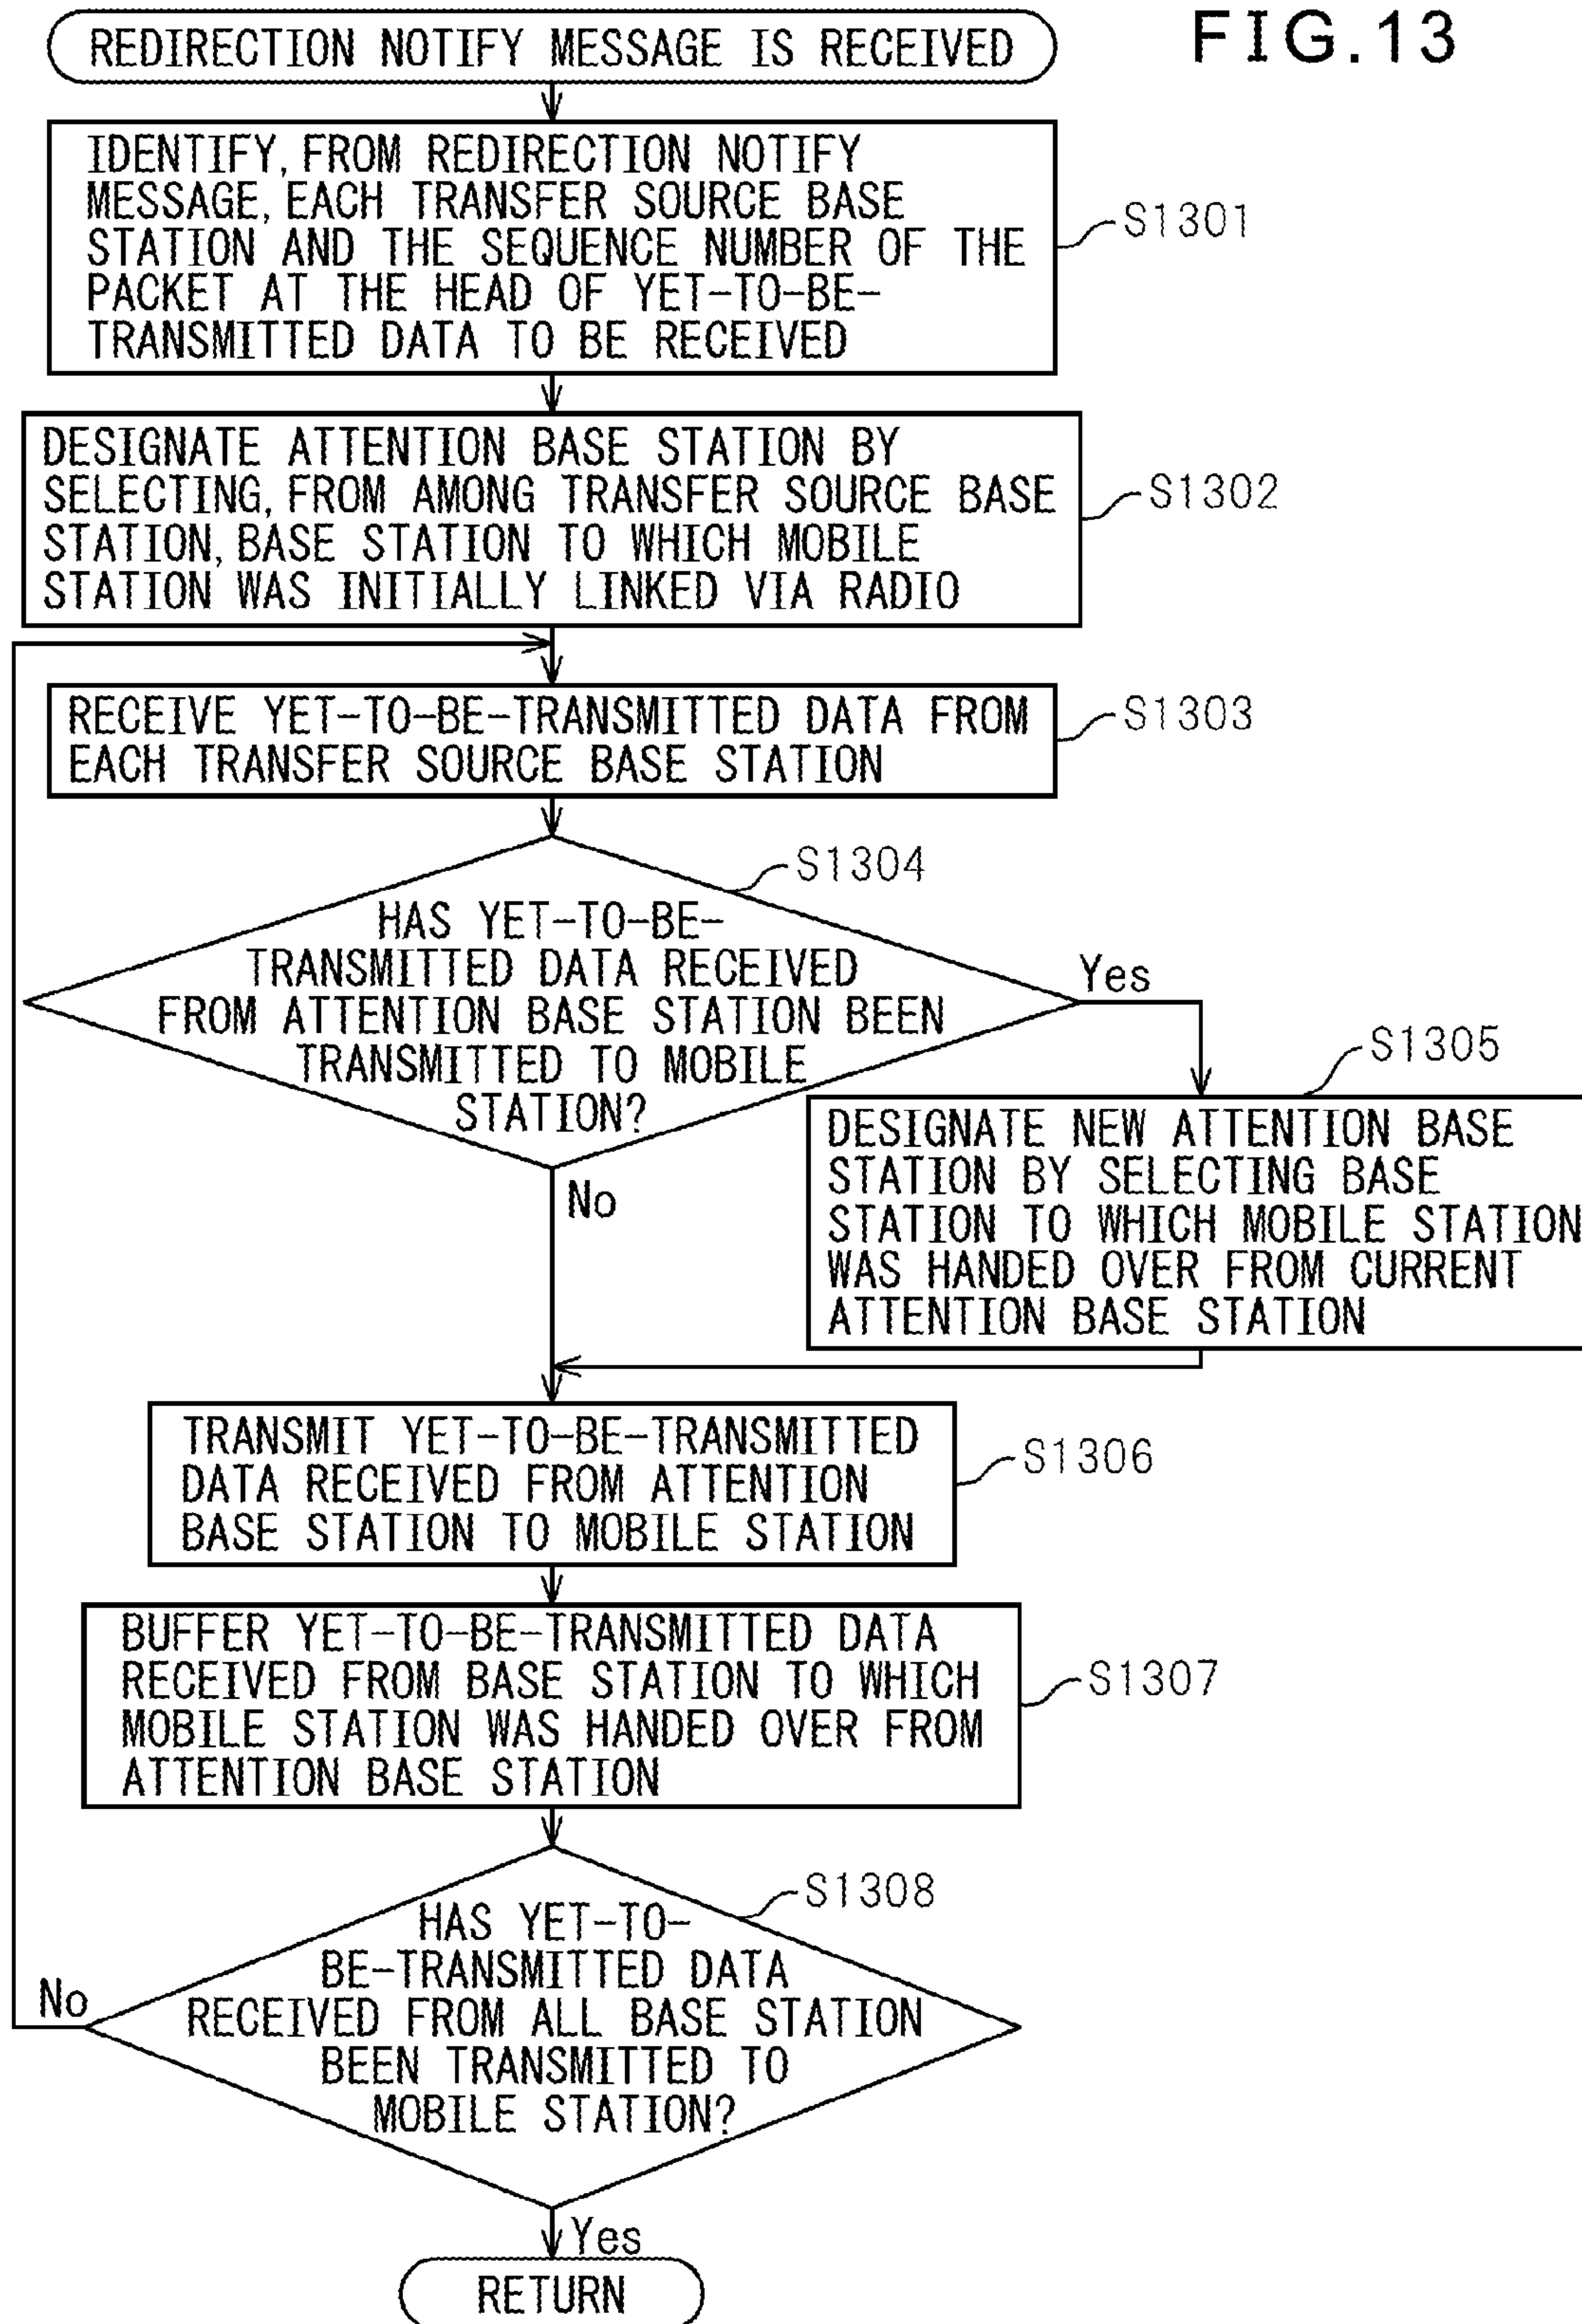 FIG.13
REDIRECTION NOTIFY MESSAGE IS RECEIVED
IDENTIFY, FROM REDIRECTION NOTIFY
MESSAGE, EACH TRANSFER SOURCE BASE
STATION AND THE SEQUENCE NUMBER OF THE
PACKET AT THE HEAD OF YET-TO-BE-
TRANSMITTED DATA TO BE RECEIVED
S1301
DESIGNATE ATTENTION BASE STATION BY
SELECTING, FROM AMONG TRANSFER SOURCE BASE
STATION, BASE STATION TO WHICH MOBILE
STATION WAS INITIALLY LINKED VIA RADIO
S1302
RECEIVE YET-TO-BE-TRANSMITTED DATA FROM
EACH TRANSFER SOURCE BASE STATION
S1303
S1304
HAS YET-TO-BE-
TRANSMITTED DATA RECEIVED
FROM ATTENTION BASE STATION BEEN
TRANSMITTED TO MOBILE
STATION?
Yes
No
S1305
DESIGNATE NEW ATTENTION BASE
STATION BY SELECTING BASE
STATION TO WHICH MOBILE STATION
WAS HANDED OVER FROM CURRENT
ATTENTION BASE STATION
TRANSMIT YET-TO-BE-TRANSMITTED
DATA RECEIVED FROM ATTENTION
BASE STATION TO MOBILE STATION
S1306
BUFFER YET-TO-BE-TRANSMITTED DATA
RECEIVED FROM BASE STATION TO WHICH
MOBILE STATION WAS HANDED OVER FROM
ATTENTION BASE STATION
S1307
S1308
HAS YET-TO-
BE-TRANSMITTED DATA
RECEIVED FROM ALL BASE STATION
BEEN TRANSMITTED TO
MOBILE STATION?
No
Yes
RETURN